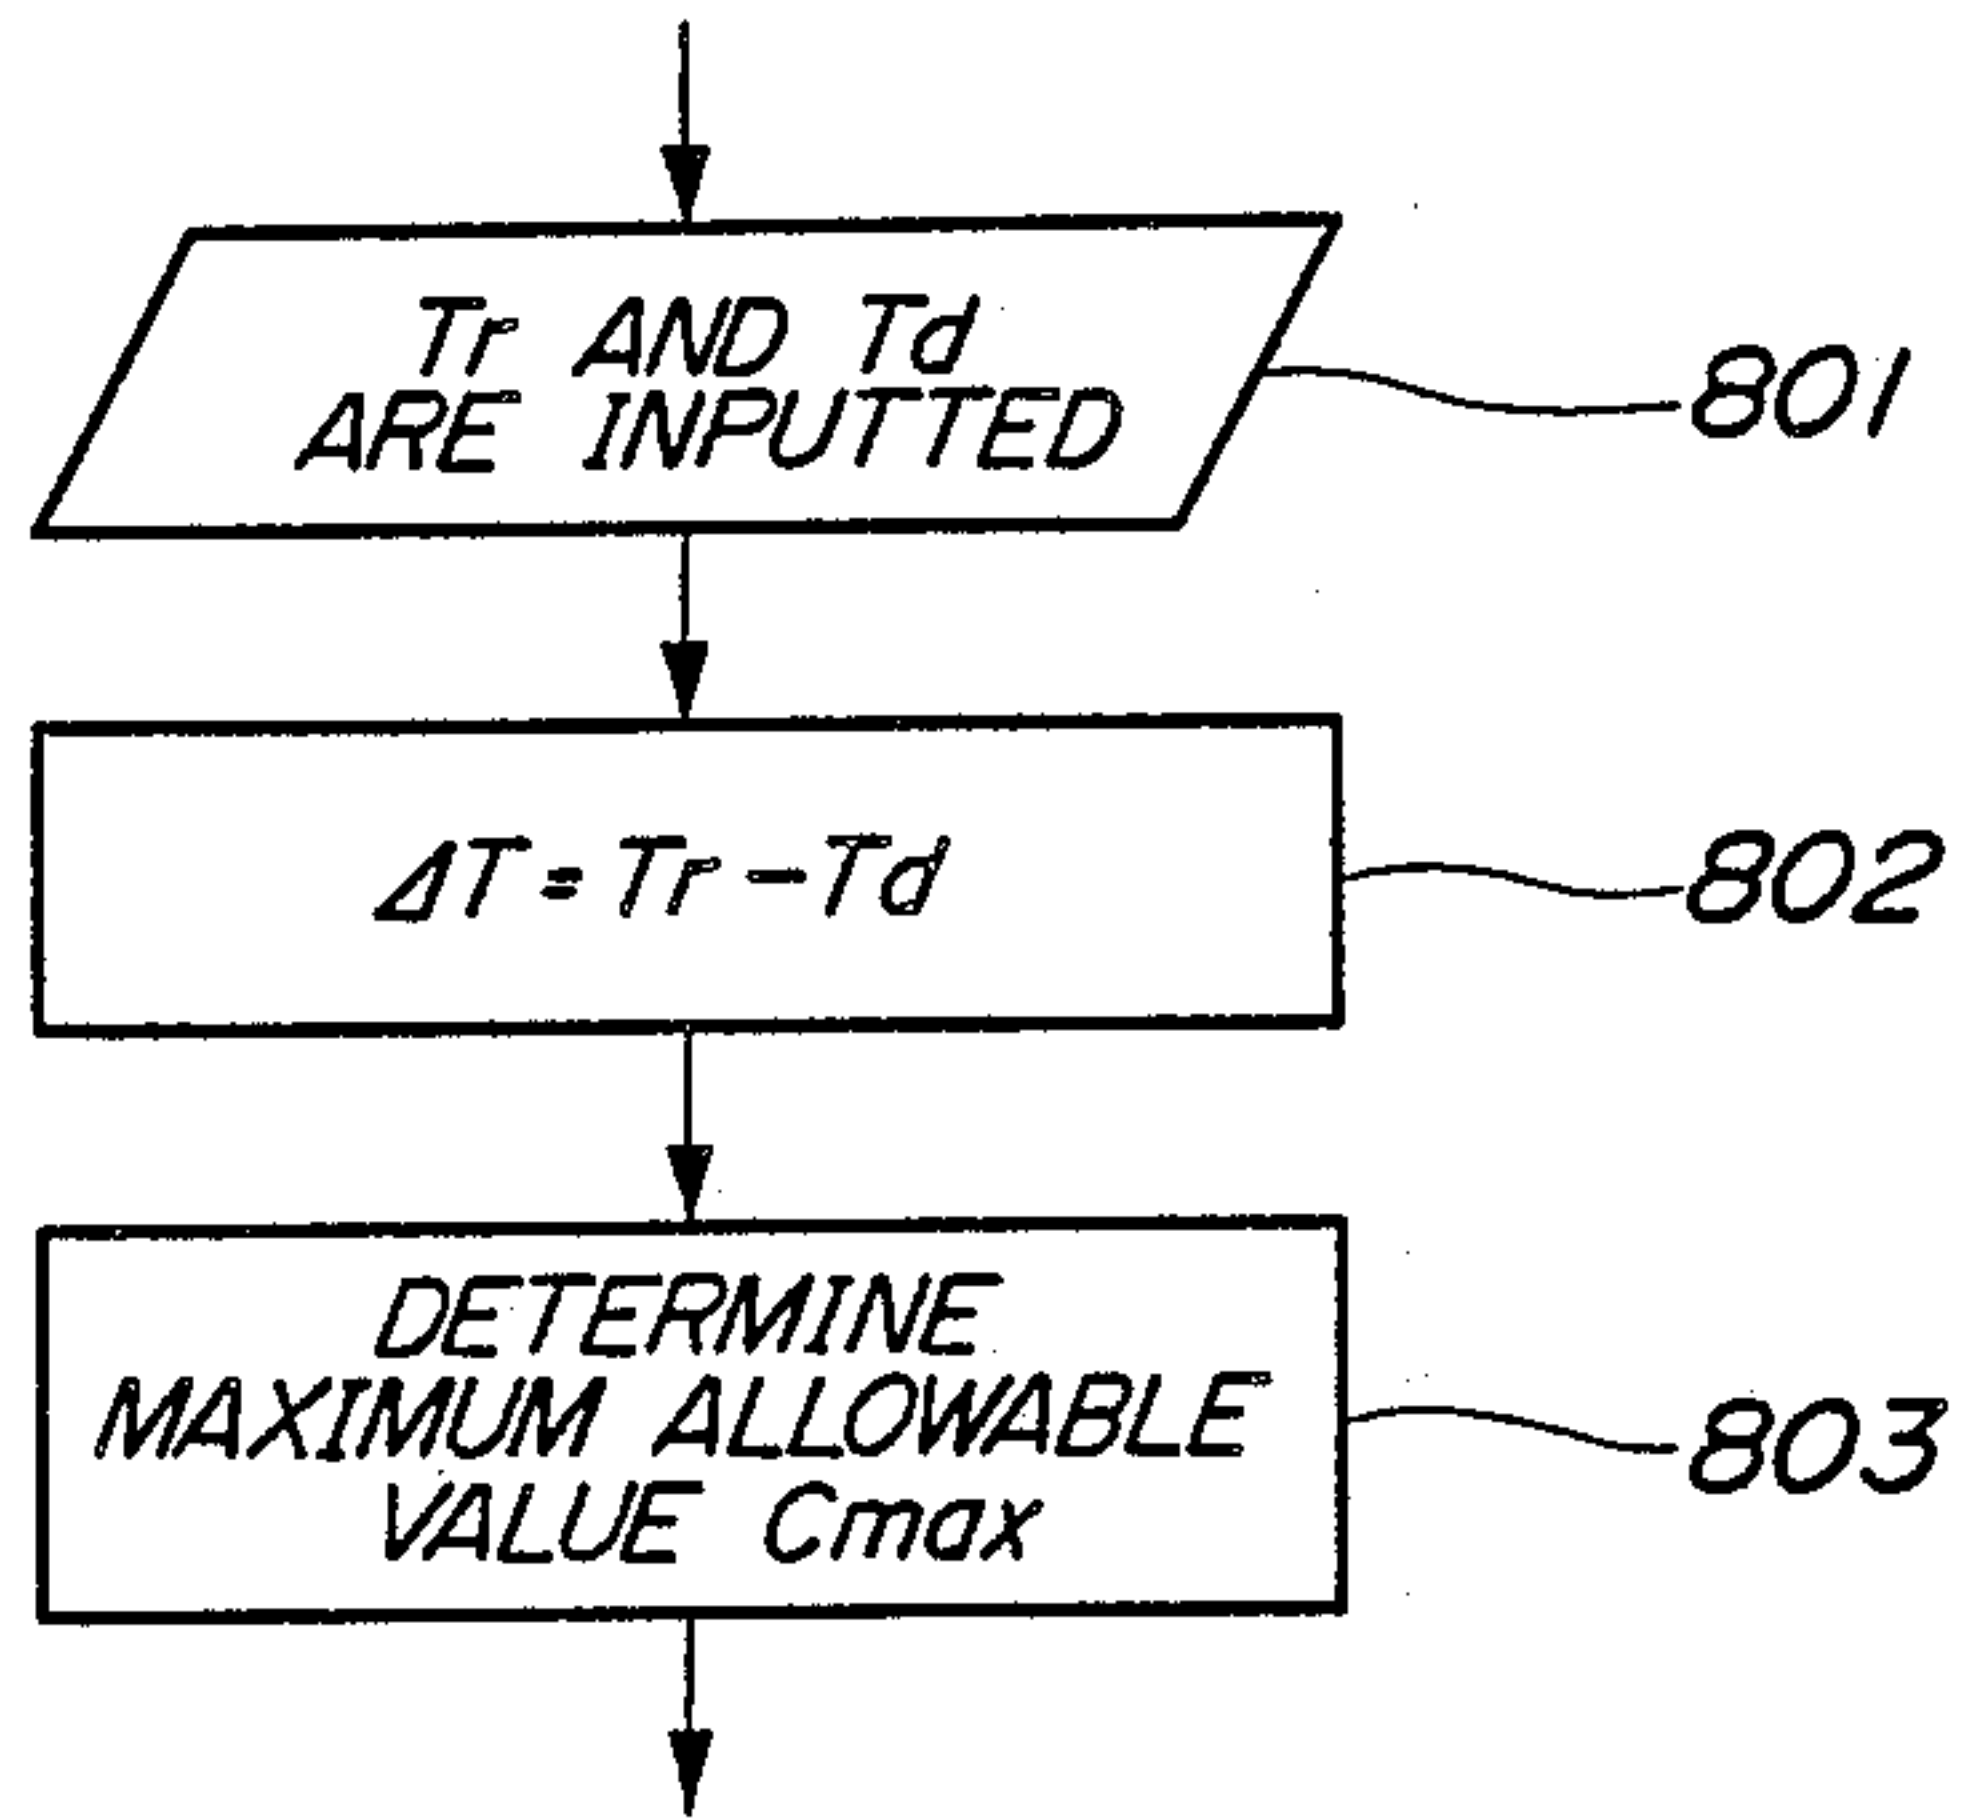 Tr AND Td
ARE INPUTTED
801
ΔT = Tr - Td
802
DETERMINE
MAXIMUM ALLOWABLE
VALUE Cmax
803